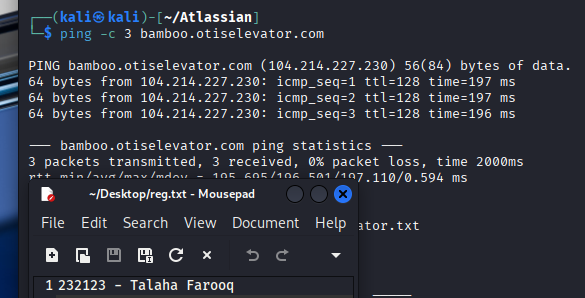 (kali㉿kali)-[~/Atlassian]
$ ping -c 3 bamboo.otiselevator.com
PING bamboo.otiselevator.com (104.214.227.230) 56(84) bytes of data.
64 bytes from 104.214.227.230: icmp_seq=1 ttl=128 time=197 ms
64 bytes from 104.214.227.230: icmp_seq=2 ttl=128 time=197 ms
64 bytes from 104.214.227.230: icmp_seq=3 ttl=128 time=196 ms
--- bamboo.otiselevator.com ping statistics ---
3 packets transmitted, 3 received, 0% packet loss, time 2000ms
rtt min/avg/max/mdev = 195.695/196.501/197.110/0.594 ms
~/Desktop/reg.txt - Mousepad
ator.txt
File Edit Search View Document Help
1 232123 - Talaha Farooq